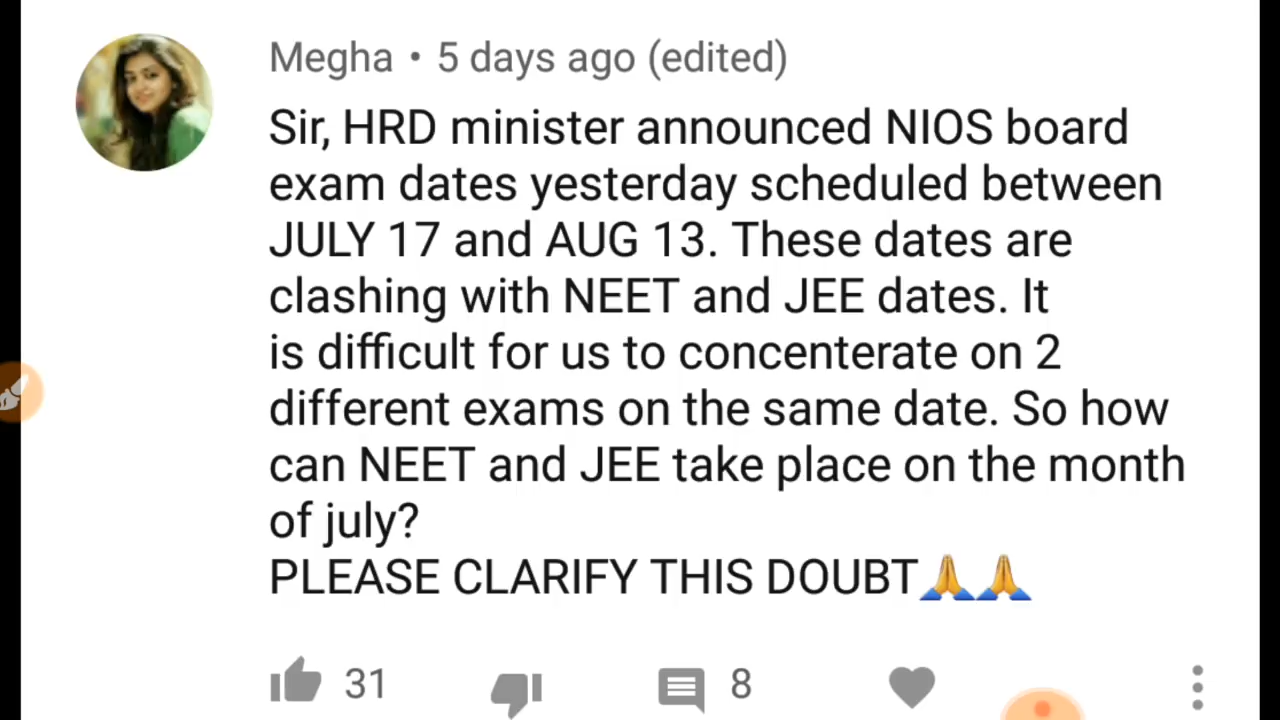 Megha • 5 days ago (edited)
Sir, HRD minister announced NIOS board
exam dates yesterday scheduled between
JULY 17 and AUG 13. These dates are
clashing with NEET and JEE dates. It
is difficult for us to concenterate on 2
different exams on the same date. So how
can NEET and JEE take place on the month
of july?
PLEASE CLARIFY THIS DOUBT🙏🙏
31 8